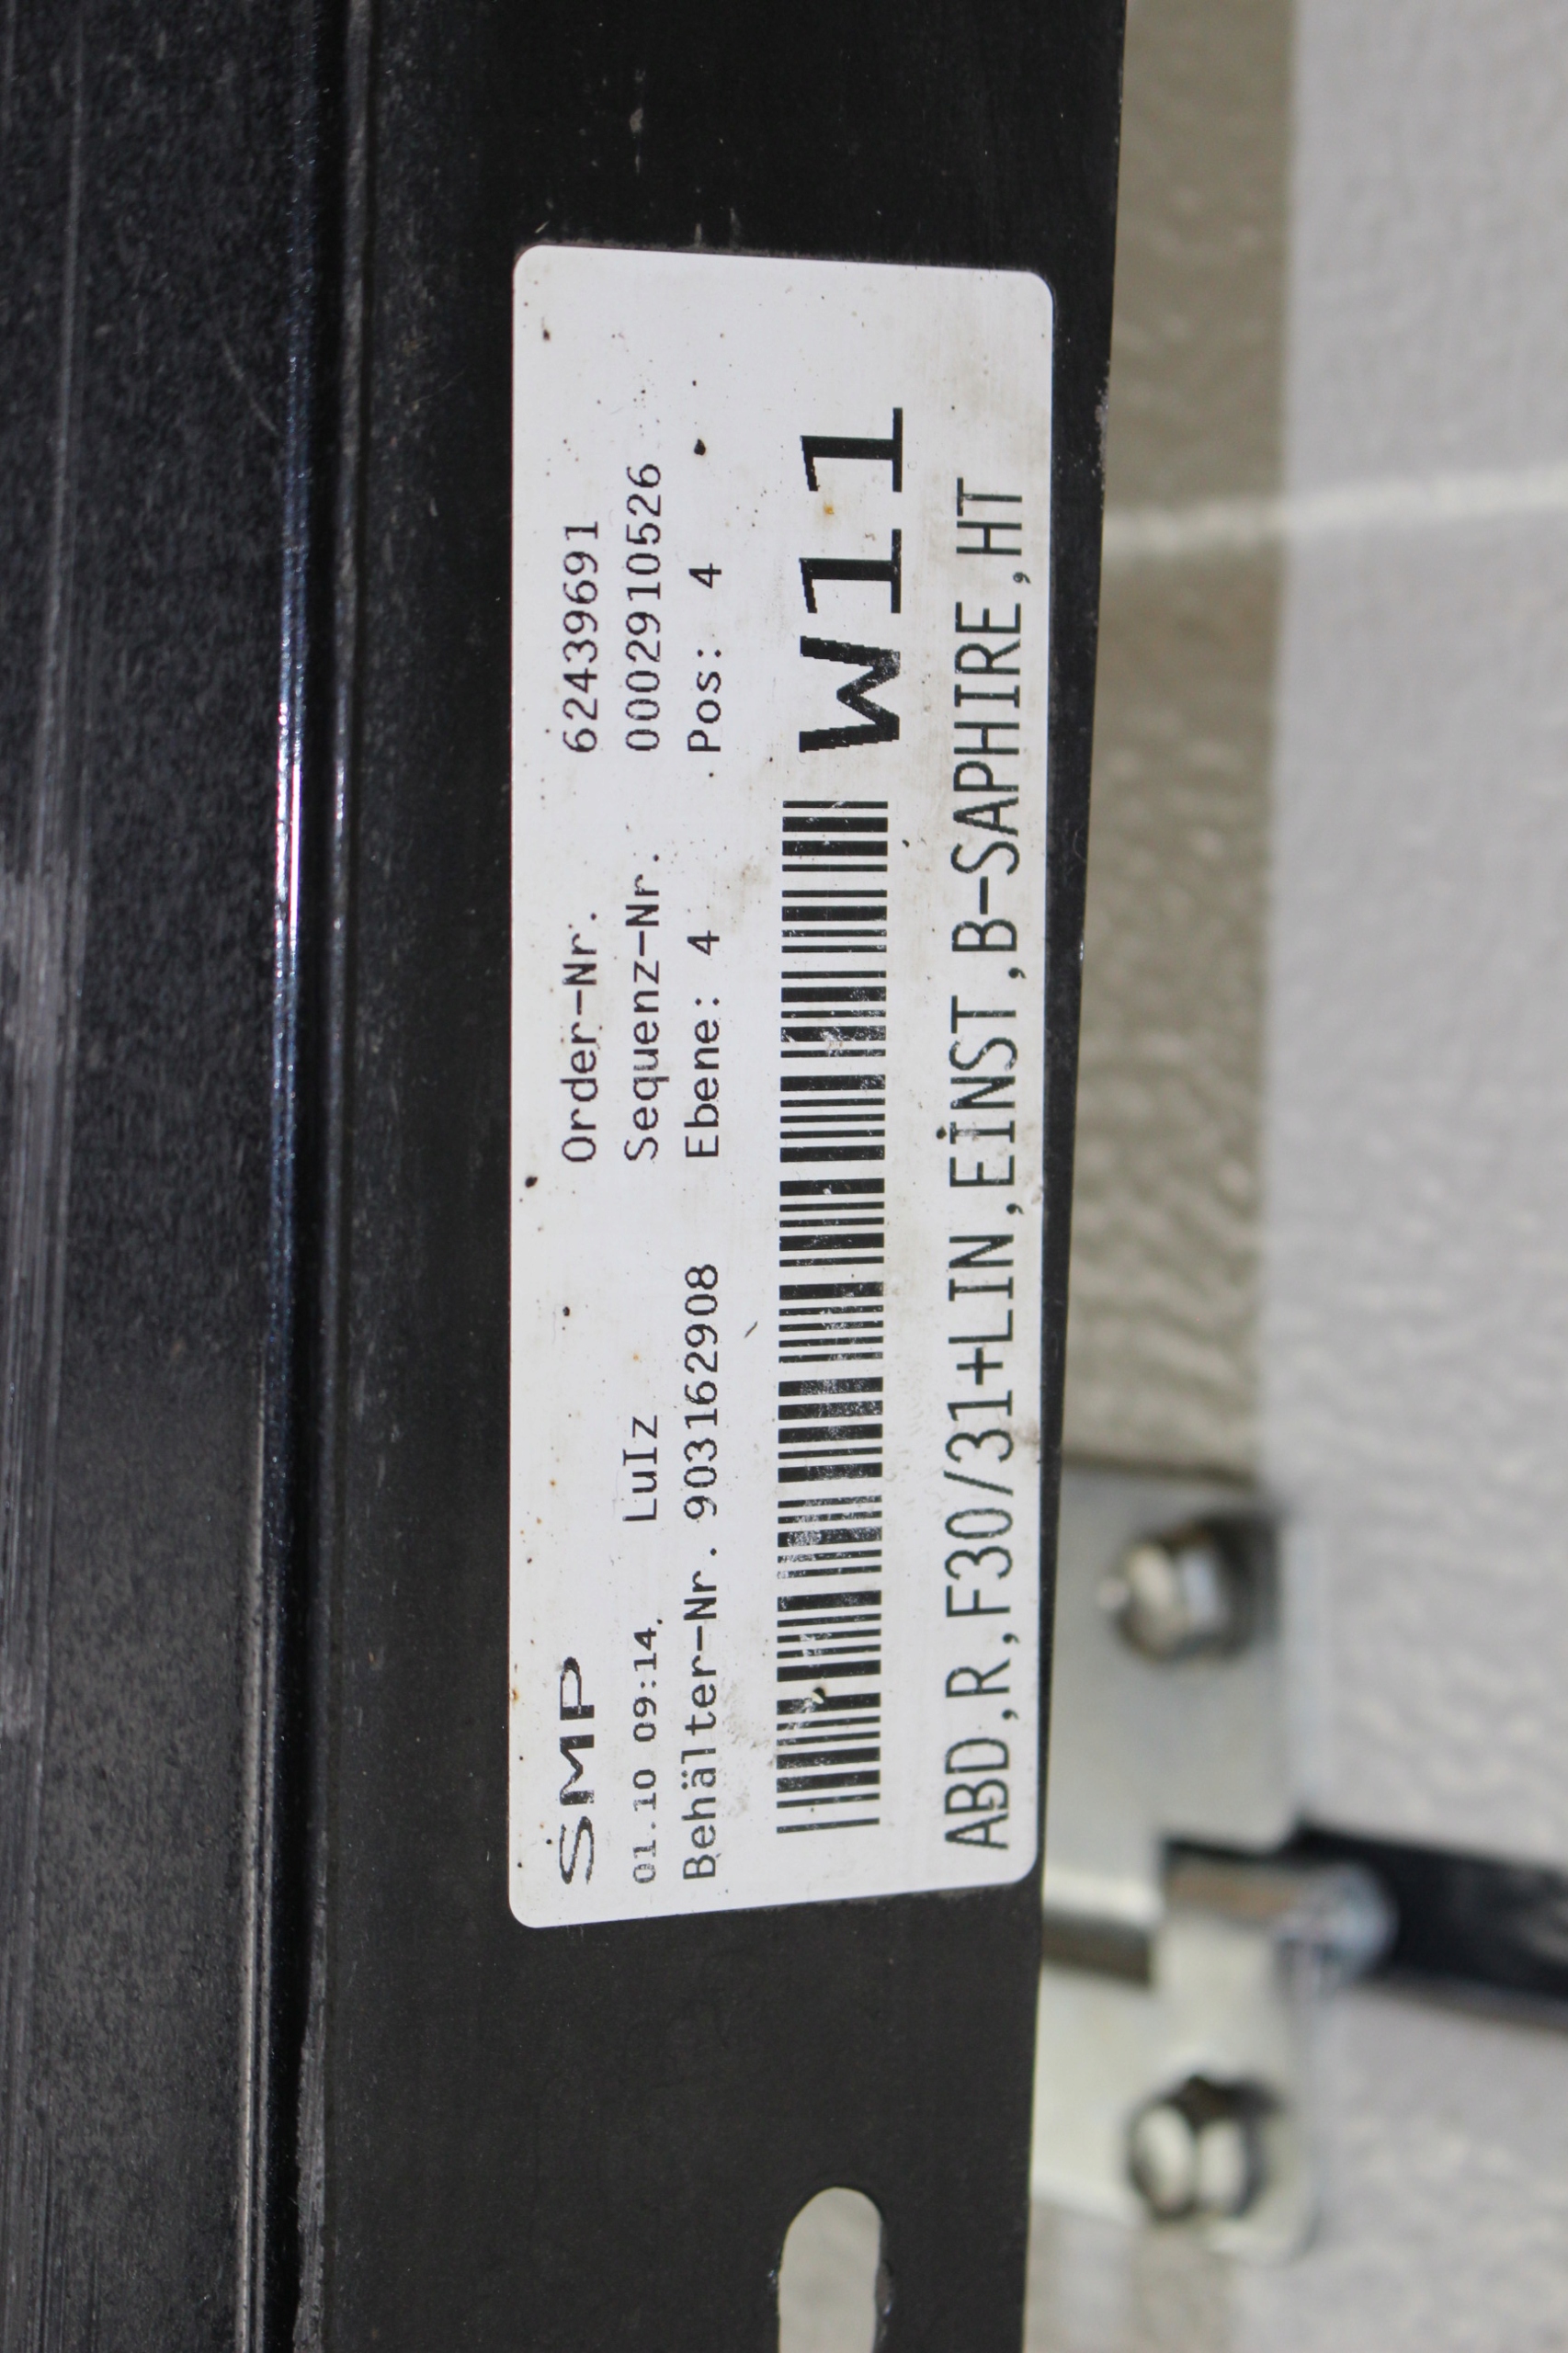 SMP
Order-Nr. 62439691
01.10 09:14 LuIz Sequenz-Nr. 0002910526
Behälter-Nr. 903162908 Ebene: 4 Pos: 4
W11
ABD,R,F30/31+LIN,EINST,B-SAPHIRE,HT